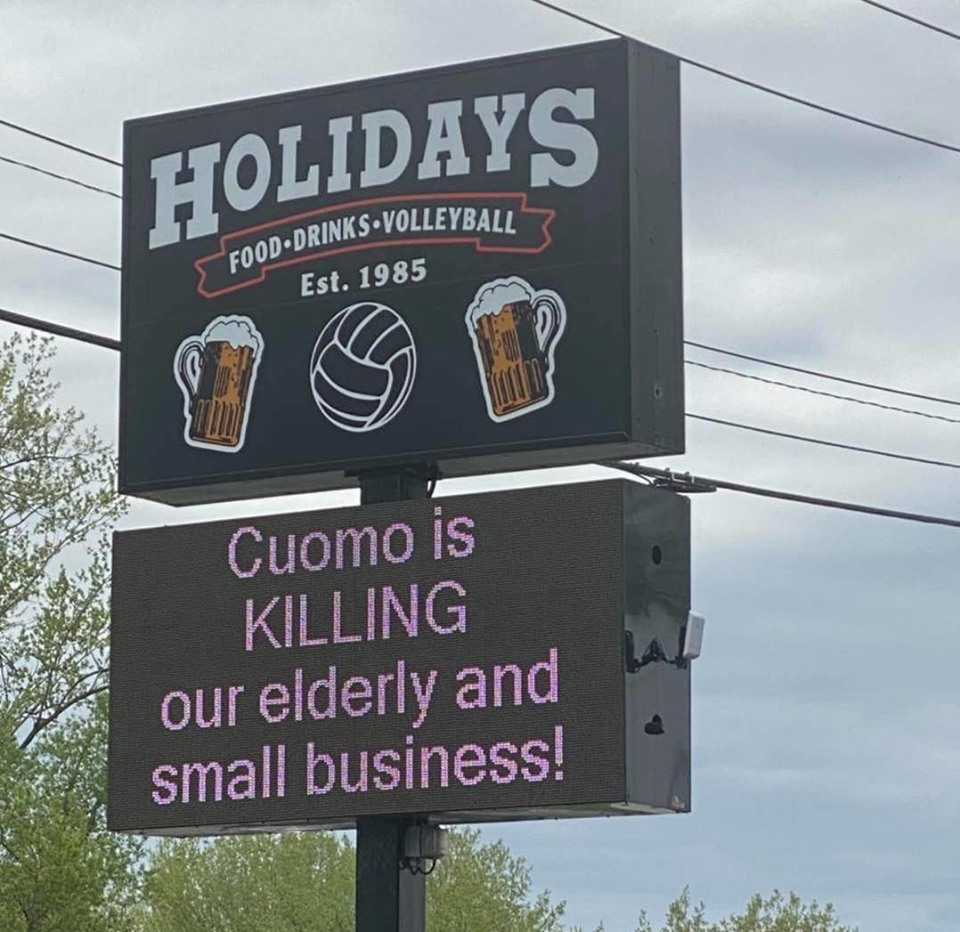 HOLIDAYS
FOOD•DRINKS•VOLLEYBALL
Est. 1985
Cuomo is
KILLING
our elderly and
small business!